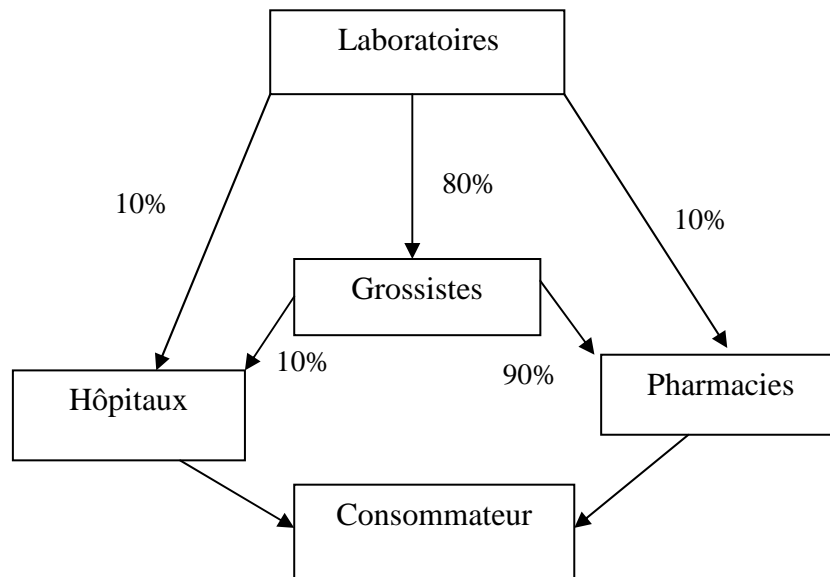 Laboratoires
80%
10%
10%
Grossistes
10%
90%
Pharmacies
Hôpitaux
Consommateur